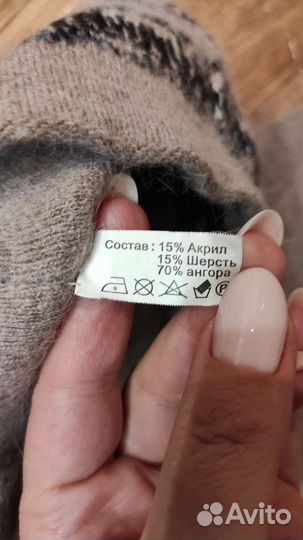 Состав : 15% Акрил
15% Шерсть
70% ангора
P
Avito